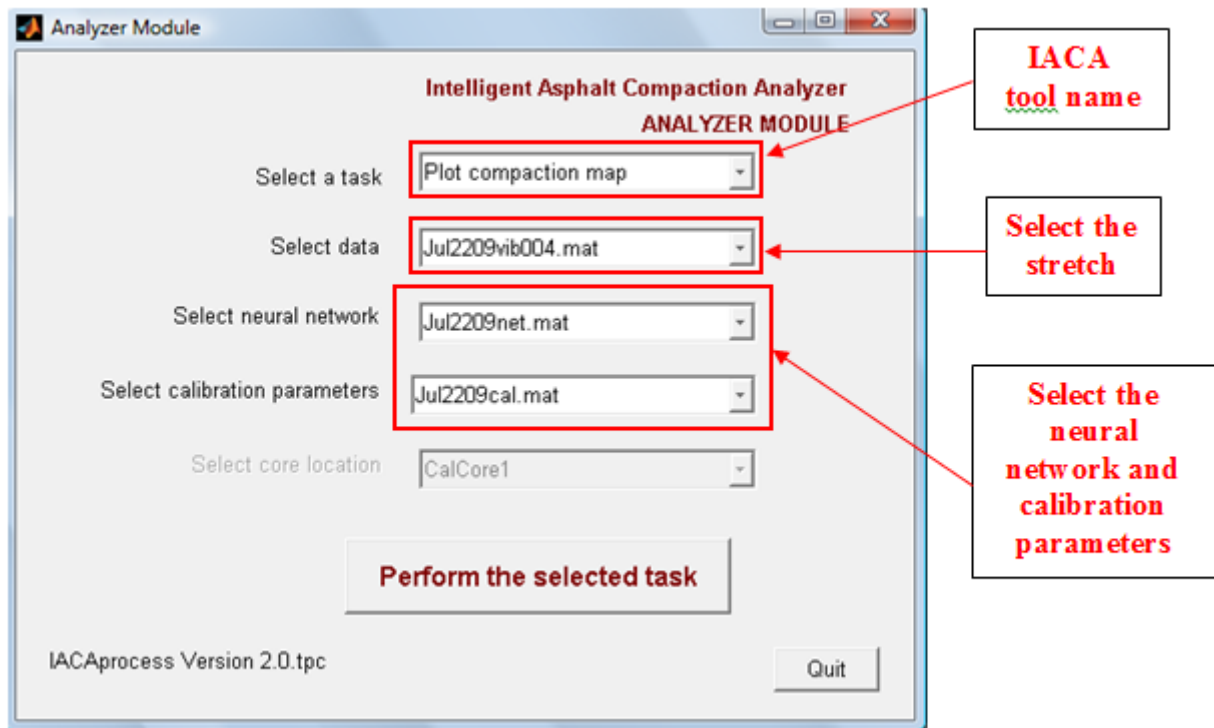 Analyzer Module
Intelligent Asphalt Compaction Analyzer
ANALYZER MODULE
Select a task
Plot compaction map
Select data
Jul2209vib004.mat
Select neural network
Jul2209net.mat
Select calibration parameters
Jul2209cal.mat
Select core location
CalCore1
Perform the selected task
IACAprocess Version 2.0.tpc
Quit
IACA
tool name
Select the
stretch
Select the
neural
network and
calibration
parameters